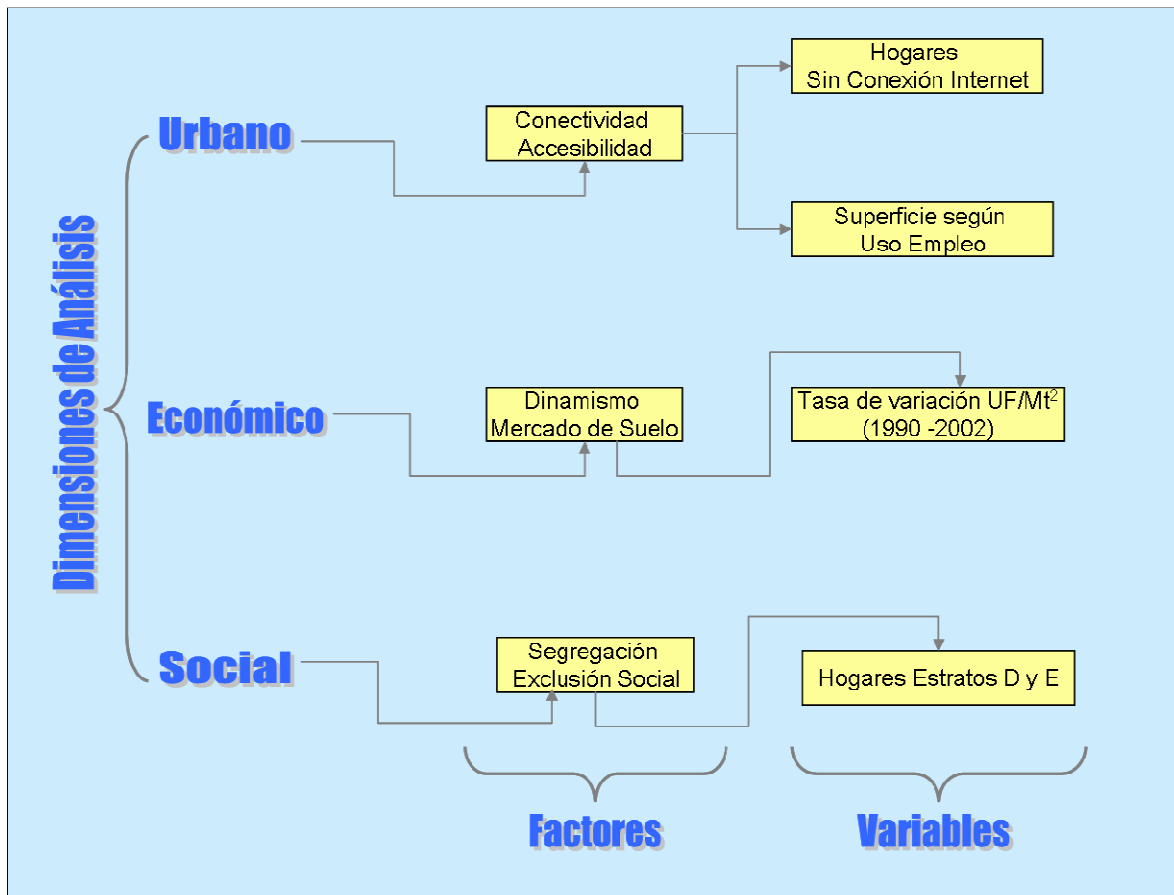 Dimensiones de Análisis
Urbano
Conectividad
Accesibilidad
Hogares
Sin Conexión Internet
Superficie según
Uso Empleo
Económico
Dinamismo
Mercado de Suelo
Tasa de variación UF/Mt²
(1990 -2002)
Social
Segregación
Exclusión Social
Hogares Estratos D y E
Factores
Variables